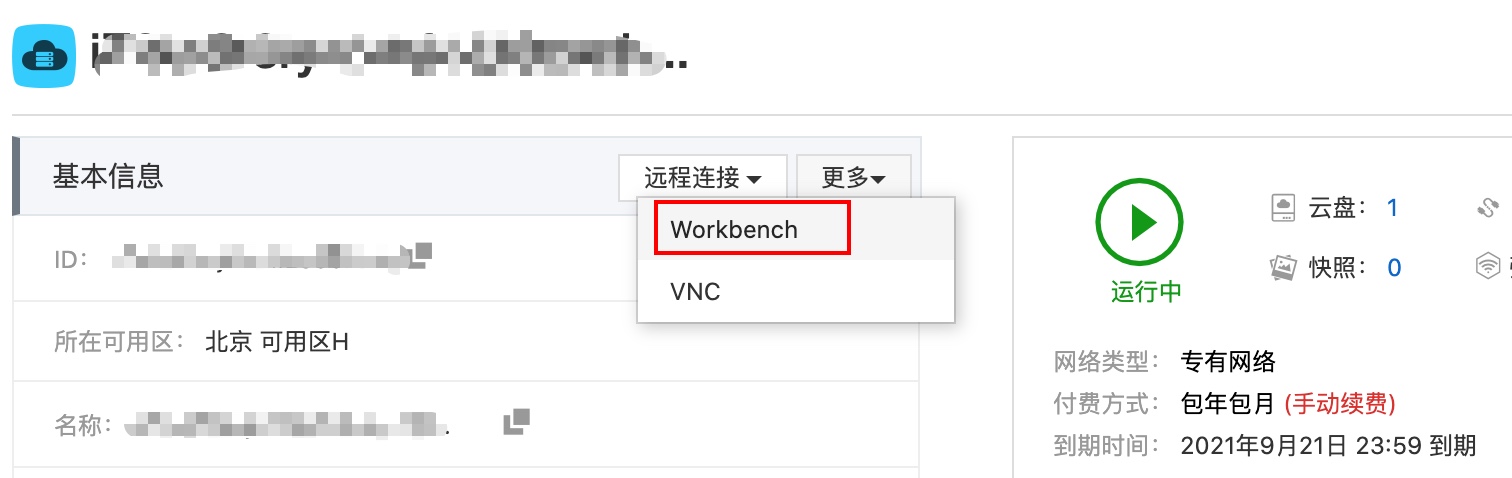 基本信息
远程连接
更多
Workbench
VNC
ID：
所在可用区： 北京 可用区H
名称：
运行中
云盘： 1
快照： 0
网络类型： 专有网络
付费方式： 包年包月 (手动续费)
到期时间： 2021年9月21日 23:59 到期